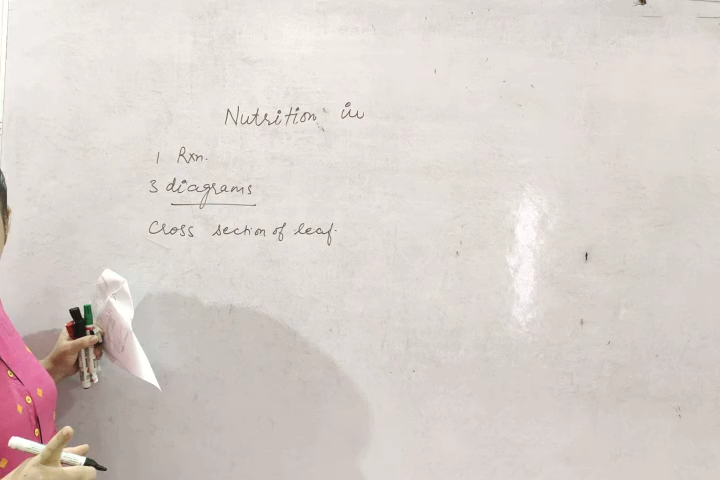 Nutrition in
1 Rxn.
3 diagrams
Cross section of leaf.